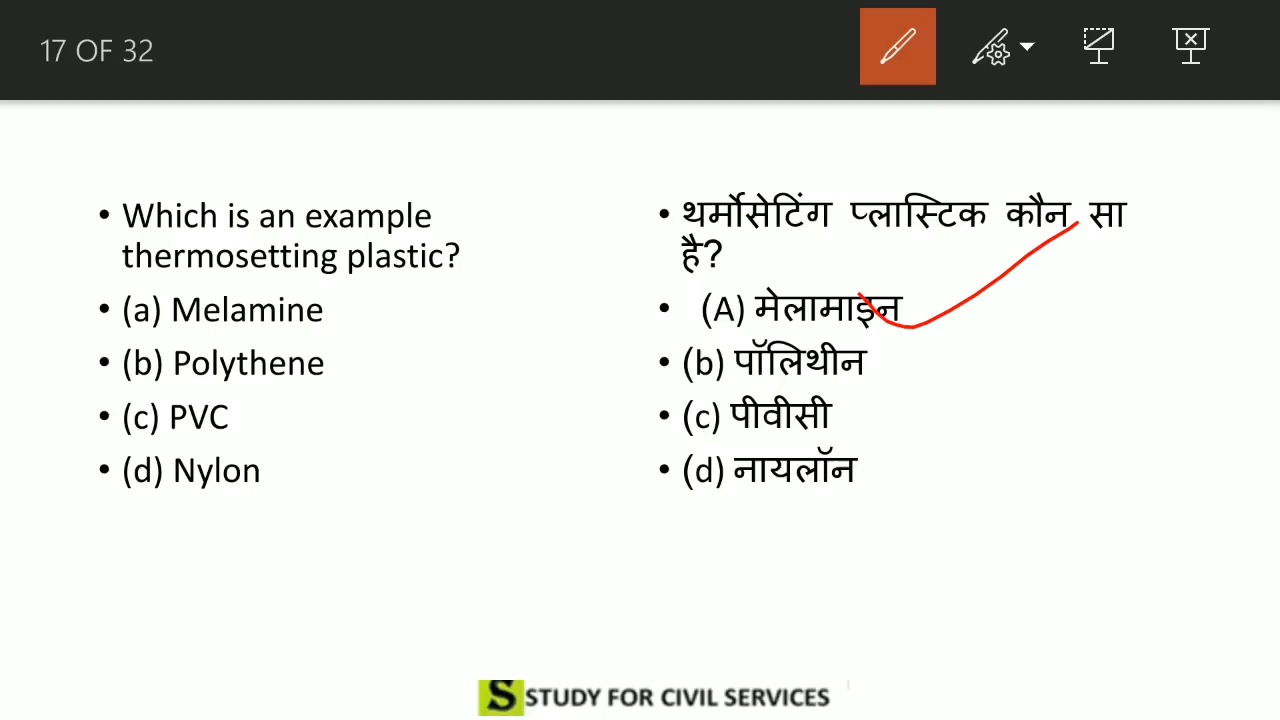 17 OF 32
• Which is an example
thermosetting plastic?
• (a) Melamine
• (b) Polythene
• (c) PVC
• (d) Nylon
• थर्मोसेटिंग प्लास्टिक कौन सा
है?
• (A) मेलामाइन
• (b) पॉलिथीन
• (c) पीवीसी
• (d) नायलॉन
S STUDY FOR CIVIL SERVICES